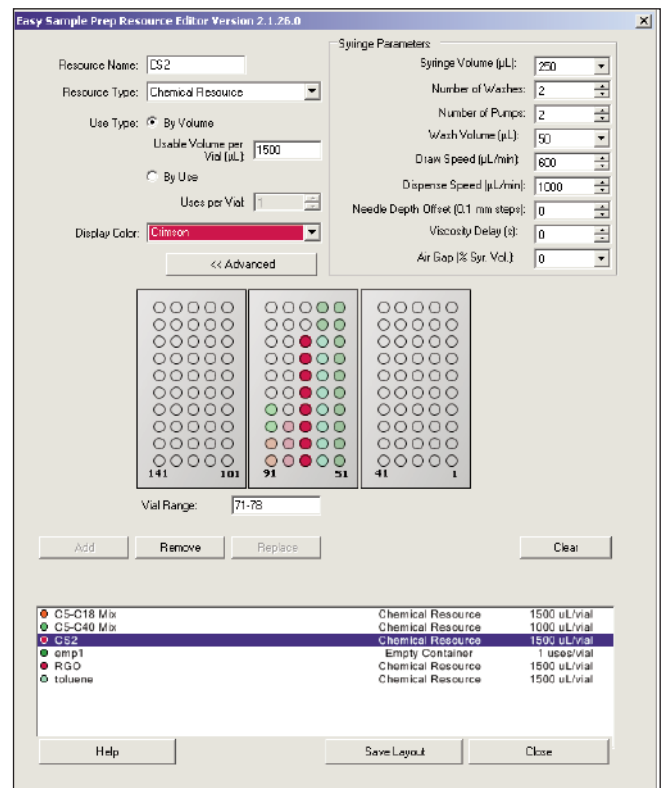 Easy Sample Prep Resource Editor Version 2.1.26.0
Resource Name: CS2
Resource Type: Chemical Resource
Use Type: By Volume
Usable Volume per Vial (µL): 1500
By Use
Uses per Vial: 1
Display Color: Crimson
<< Advanced
Syringe Parameters
Syringe Volume (µL): 250
Number of Washes: 2
Number of Pumps: 2
Wash Volume (µL): 50
Draw Speed (µL/min): 600
Dispense Speed (µL/min): 1000
Needle Depth Offset (0.1 mm steps): 0
Viscosity Delay (s): 0
Air Gap (% Syr. Vol.): 0
141 101 91 51 41 1
Vial Range: 71-78
Add Remove Replace Clear
C5-C18 Mix Chemical Resource 1500 uL/vial
C5-C40 Mix Chemical Resource 1000 uL/vial
CS2 Chemical Resource 1500 uL/vial
emp1 Empty Container 1 uses/vial
RGO Chemical Resource 1500 uL/vial
toluene Chemical Resource 1500 uL/vial
Help Save Layout Close